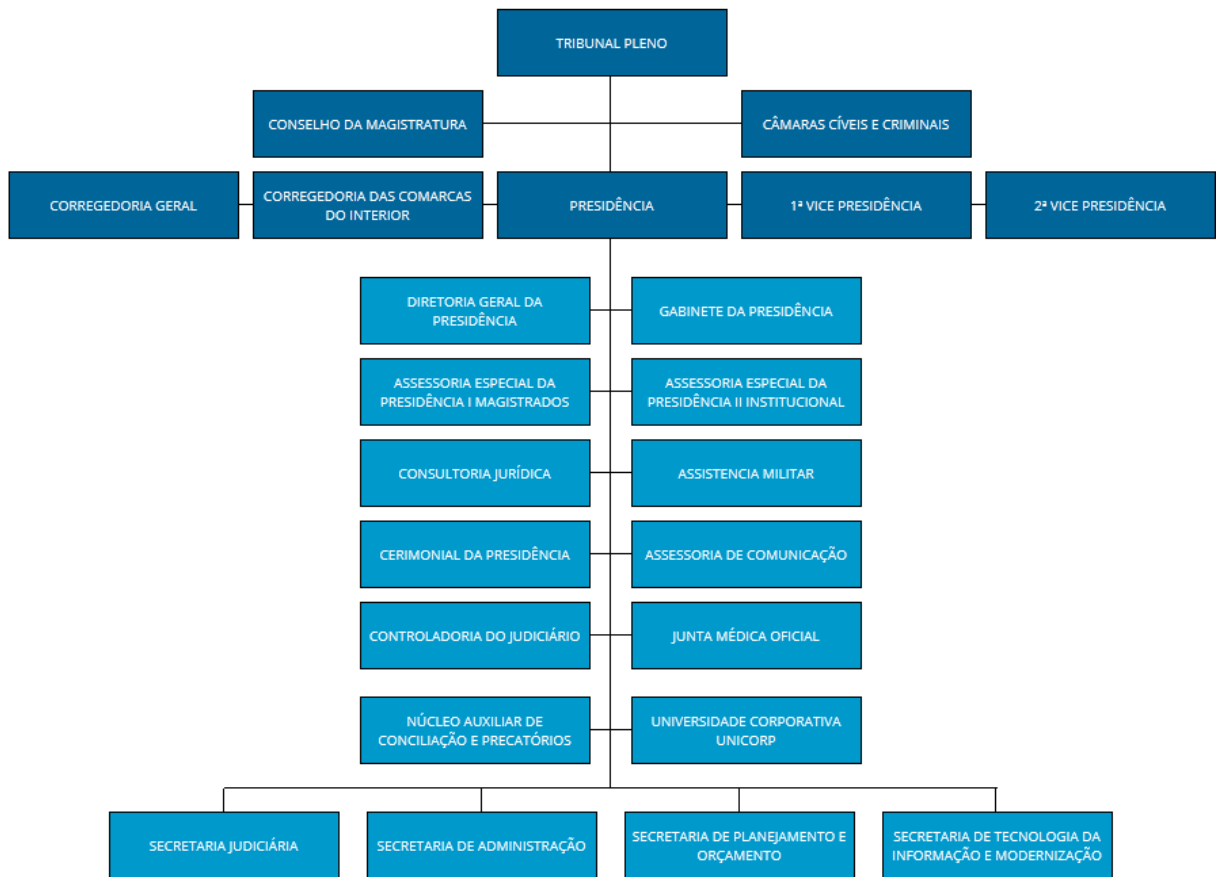 TRIBUNAL PLENO
CONSELHO DA MAGISTRATURA
CÂMARAS CÍVEIS E CRIMINAIS
CORREGEDORIA GERAL
CORREGEDORIA DAS COMARCAS
DO INTERIOR
PRESIDÊNCIA
1ª VICE PRESIDÊNCIA
2ª VICE PRESIDÊNCIA
DIRETORIA GERAL DA
PRESIDÊNCIA
GABINETE DA PRESIDÊNCIA
ASSESSORIA ESPECIAL DA
PRESIDÊNCIA I MAGISTRADOS
ASSESSORIA ESPECIAL DA
PRESIDÊNCIA II INSTITUCIONAL
CONSULTORIA JURÍDICA
ASSISTENCIA MILITAR
CERIMONIAL DA PRESIDÊNCIA
ASSESSORIA DE COMUNICAÇÃO
CONTROLADORIA DO JUDICIÁRIO
JUNTA MÉDICA OFICIAL
NÚCLEO AUXILIAR DE
CONCILIAÇÃO E PRECATÓRIOS
UNIVERSIDADE CORPORATIVA
UNICORP
SECRETARIA JUDICIÁRIA
SECRETARIA DE ADMINISTRAÇÃO
SECRETARIA DE PLANEJAMENTO E
ORÇAMENTO
SECRETARIA DE TECNOLOGIA DA
INFORMAÇÃO E MODERNIZAÇÃO